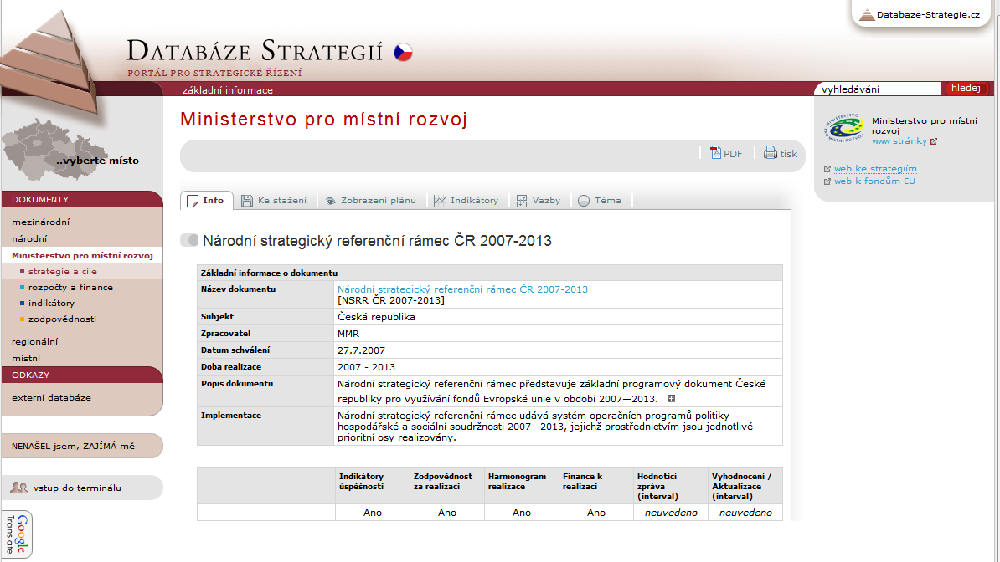 Databaze-Strategie.cz
DATABÁZE STRATEGIÍ
PORTÁL PRO STRATEGICKÉ ŘÍZENÍ
základní informace
vyhledávání
hledej
..vyberte místo
DOKUMENTY
mezinárodní
národní
Ministerstvo pro místní rozvoj
strategie a cíle
rozpočty a finance
indikátory
zodpovědnosti
regionální
místní
ODKAZY
externí databáze
NENAŠEL jsem, ZAJÍMÁ mě
vstup do terminálu
Google
Translate
Ministerstvo pro místní rozvoj
PDF
tisk
Info
Ke stažení
Zobrazení plánu
Indikátory
Vazby
Téma
Národní strategický referenční rámec ČR 2007-2013
Základní informace o dokumentu
Název dokumentu
Národní strategický referenční rámec ČR 2007-2013
[NSRR ČR 2007-2013]
Subjekt
Česká republika
Zpracovatel
MMR
Datum schválení
27.7.2007
Doba realizace
2007 - 2013
Popis dokumentu
Národní strategický referenční rámec představuje základní programový dokument České
republiky pro využívání fondů Evropské unie v období 2007—2013.
Implementace
Národní strategický referenční rámec udává systém operačních programů politiky
hospodářské a sociální soudržnosti 2007—2013, jejichž prostřednictvím jsou jednotlivé
prioritní osy realizovány.
Indikátory
úspěšnosti
Zodpovědnost
za realizaci
Harmonogram
realizace
Finance k
realizaci
Hodnotící
zpráva
(interval)
Vyhodnocení /
Aktualizace
(interval)
Ano
Ano
Ano
Ano
neuvedeno
neuvedeno
Ministerstvo pro místní
rozvoj
www stránky
web ke strategiím
web k fondům EU